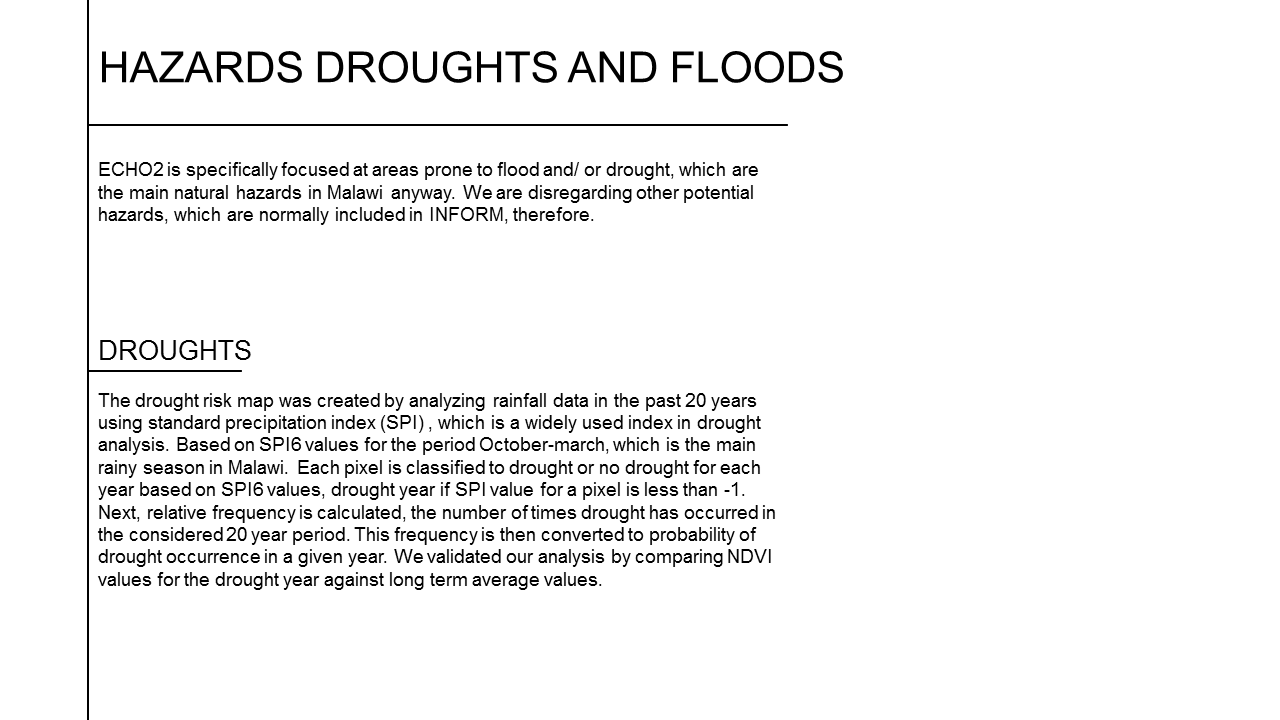 HAZARDS DROUGHTS AND FLOODS
ECHO2 is specifically focused at areas prone to flood and/ or drought, which are
the main natural hazards in Malawi anyway. We are disregarding other potential
hazards, which are normally included in INFORM, therefore.
DROUGHTS
The drought risk map was created by analyzing rainfall data in the past 20 years
using standard precipitation index (SPI) , which is a widely used index in drought
analysis. Based on SPI6 values for the period October-march, which is the main
rainy season in Malawi. Each pixel is classified to drought or no drought for each
year based on SPI6 values, drought year if SPI value for a pixel is less than -1.
Next, relative frequency is calculated, the number of times drought has occurred in
the considered 20 year period. This frequency is then converted to probability of
drought occurrence in a given year. We validated our analysis by comparing NDVI
values for the drought year against long term average values.